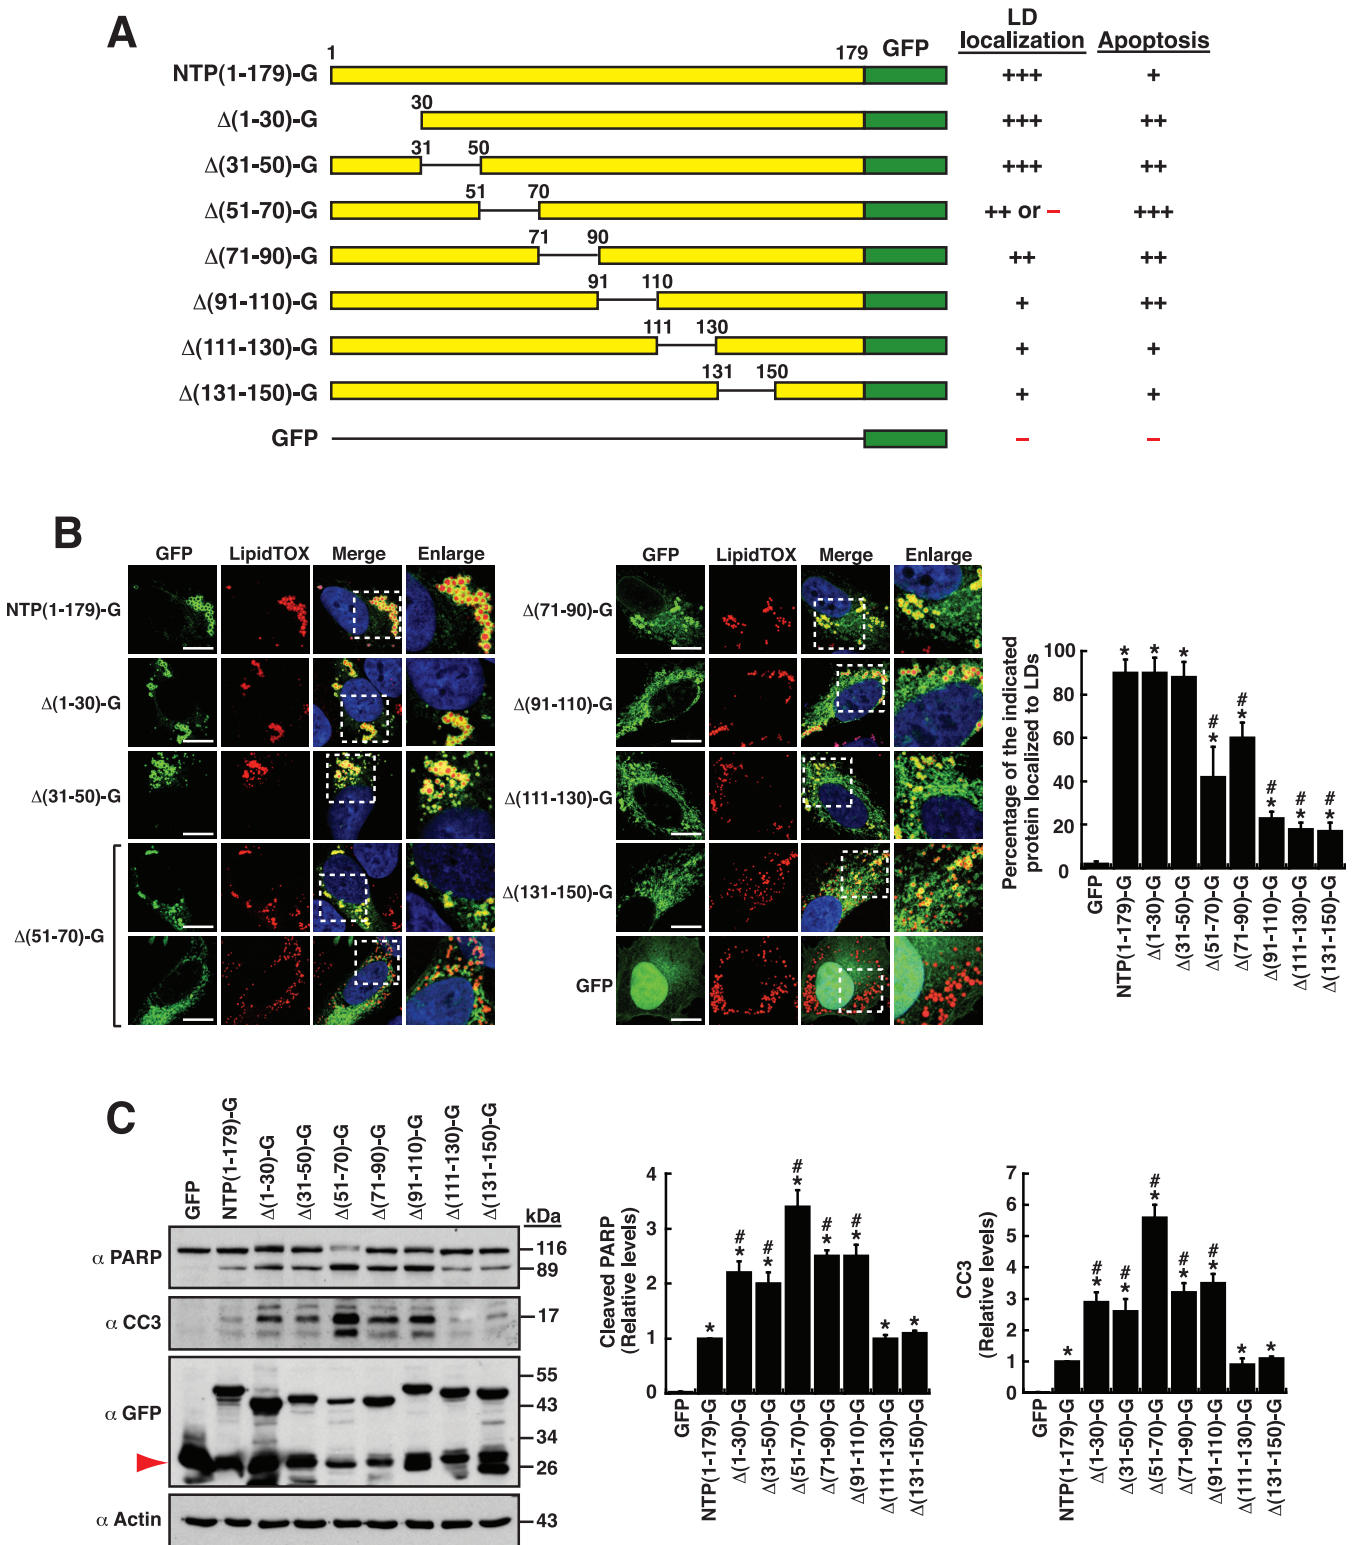 A
LD
localization
Apoptosis
1
179
GFP
NTP(1-179)-G
+++
+
30
Δ(1-30)-G
+++
++
31
50
Δ(31-50)-G
+++
++
51
70
Δ(51-70)-G
++ or –
+++
71
90
Δ(71-90)-G
++
++
91
110
Δ(91-110)-G
+
++
111
130
Δ(111-130)-G
+
+
131
150
Δ(131-150)-G
+
+
GFP
–
–
B
GFP
LipidTOX
Merge
Enlarge
NTP(1-179)-G
Δ(1-30)-G
Δ(31-50)-G
Δ(51-70)-G
GFP
LipidTOX
Merge
Enlarge
Δ(71-90)-G
Δ(91-110)-G
Δ(111-130)-G
Δ(131-150)-G
GFP
Percentage of the indicated
protein localized to LDs
100
80
60
40
20
0
*
*
*
#
*
#
*
#
*
#
*
#
*
GFP
NTP(1-179)-G
Δ(1-30)-G
Δ(31-50)-G
Δ(51-70)-G
Δ(71-90)-G
Δ(91-110)-G
Δ(111-130)-G
Δ(131-150)-G
C
GFP
NTP(1-179)-G
Δ(1-30)-G
Δ(31-50)-G
Δ(51-70)-G
Δ(71-90)-G
Δ(91-110)-G
Δ(111-130)-G
Δ(131-150)-G
kDa
α PARP
116
89
α CC3
17
α GFP
55
43
34
26
α Actin
43
Cleaved PARP
(Relative levels)
4
3
2
1
0
*
#
*
#
*
#
*
#
*
#
*
*
*
GFP
NTP(1-179)-G
Δ(1-30)-G
Δ(31-50)-G
Δ(51-70)-G
Δ(71-90)-G
Δ(91-110)-G
Δ(111-130)-G
Δ(131-150)-G
CC3
(Relative levels)
7
6
5
4
3
2
1
0
*
#
*
#
*
#
*
#
*
#
*
*
*
GFP
NTP(1-179)-G
Δ(1-30)-G
Δ(31-50)-G
Δ(51-70)-G
Δ(71-90)-G
Δ(91-110)-G
Δ(111-130)-G
Δ(131-150)-G